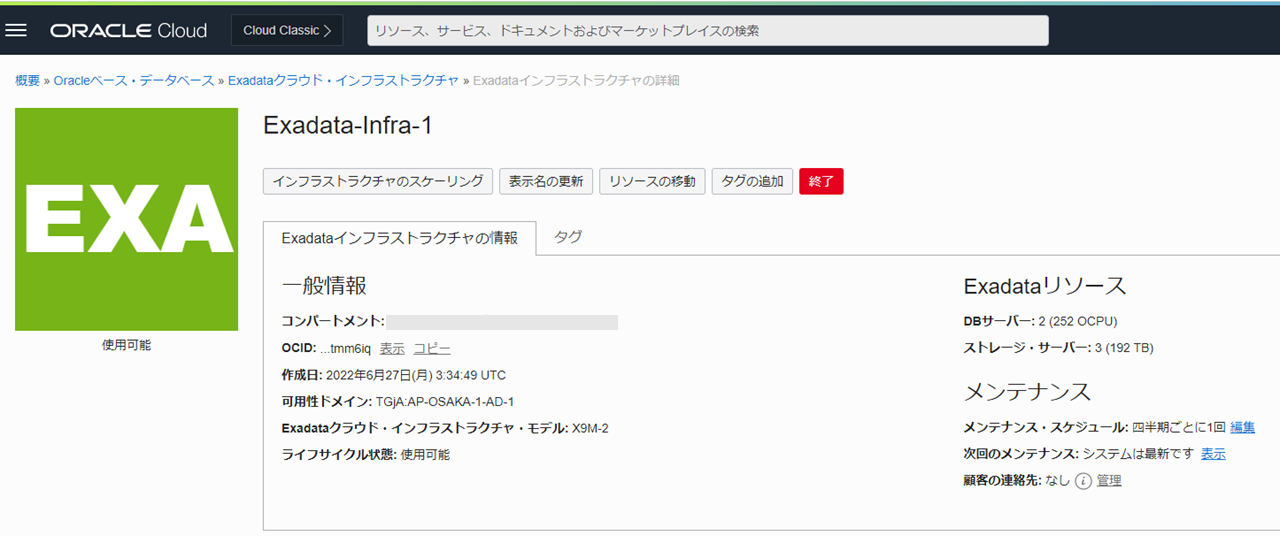 ORACLE Cloud
Cloud Classic
リソース、サービス、ドキュメントおよびマーケットプレイスの検索
概要 » Oracleベース・データベース » Exadataクラウド・インフラストラクチャ » Exadataインフラストラクチャの詳細
EXA
使用可能
Exadata-Infra-1
インフラストラクチャのスケーリング 表示名の更新 リソースの移動 タグの追加 終了
Exadataインフラストラクチャの情報 タグ
一般情報
コンパートメント:
OCID: ...tmm6iq 表示 コピー
作成日: 2022年6月27日(月) 3:34:49 UTC
可用性ドメイン: TGjA:AP-OSAKA-1-AD-1
Exadataクラウド・インフラストラクチャ・モデル: X9M-2
ライフサイクル状態: 使用可能
Exadataリソース
DBサーバー: 2 (252 OCPU)
ストレージ・サーバー: 3 (192 TB)
メンテナンス
メンテナンス・スケジュール: 四半期ごとに1回 編集
次回のメンテナンス: システムは最新です 表示
顧客の連絡先: なし i 管理